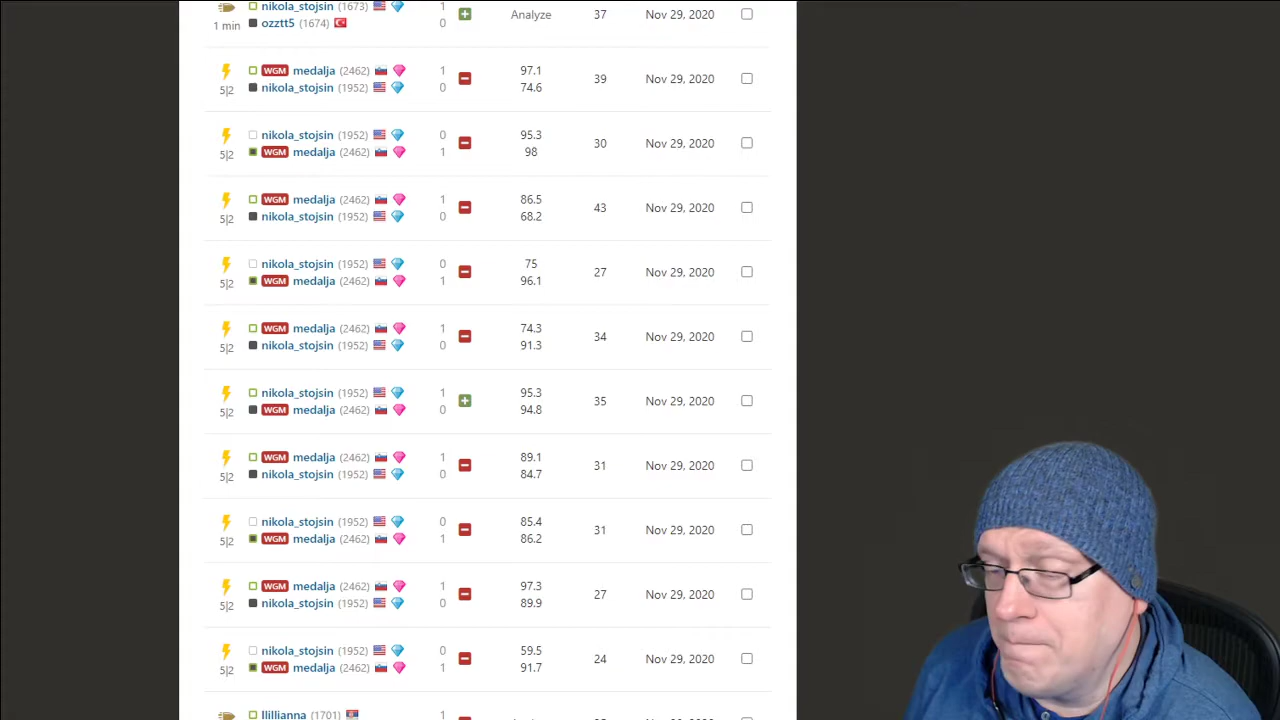 nikola_stojsin (1673) 1 Analyze 37 Nov 29, 2020
1 min ozztt5 (1674) 0
WGM medalja (2462) 1 97.1 39 Nov 29, 2020
5|2 nikola_stojsin (1952) 0 74.6
nikola_stojsin (1952) 0 95.3 30 Nov 29, 2020
5|2 WGM medalja (2462) 1 98
WGM medalja (2462) 1 86.5 43 Nov 29, 2020
5|2 nikola_stojsin (1952) 0 68.2
nikola_stojsin (1952) 0 75 27 Nov 29, 2020
5|2 WGM medalja (2462) 1 96.1
WGM medalja (2462) 1 74.3 34 Nov 29, 2020
5|2 nikola_stojsin (1952) 0 91.3
nikola_stojsin (1952) 1 95.3 35 Nov 29, 2020
5|2 WGM medalja (2462) 0 94.8
WGM medalja (2462) 1 89.1 31 Nov 29, 2020
5|2 nikola_stojsin (1952) 0 84.7
nikola_stojsin (1952) 0 85.4 31 Nov 29, 2020
5|2 WGM medalja (2462) 1 86.2
WGM medalja (2462) 1 97.3 27 Nov 29, 2020
5|2 nikola_stojsin (1952) 0 89.9
nikola_stojsin (1952) 0 59.5 24 Nov 29, 2020
5|2 WGM medalja (2462) 1 91.7
(1701) 1